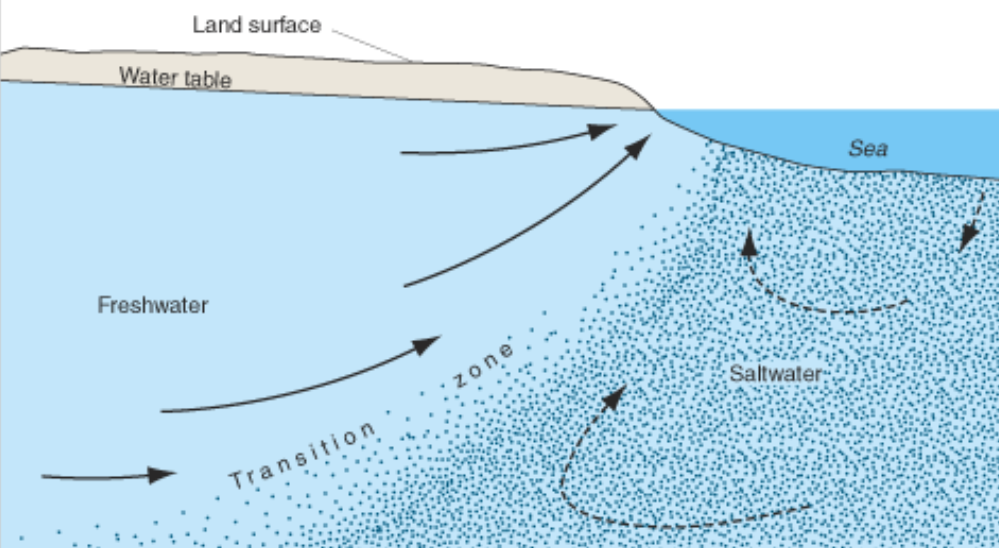 Land surface
Water table
Sea
Freshwater
Transition zone
Saltwater